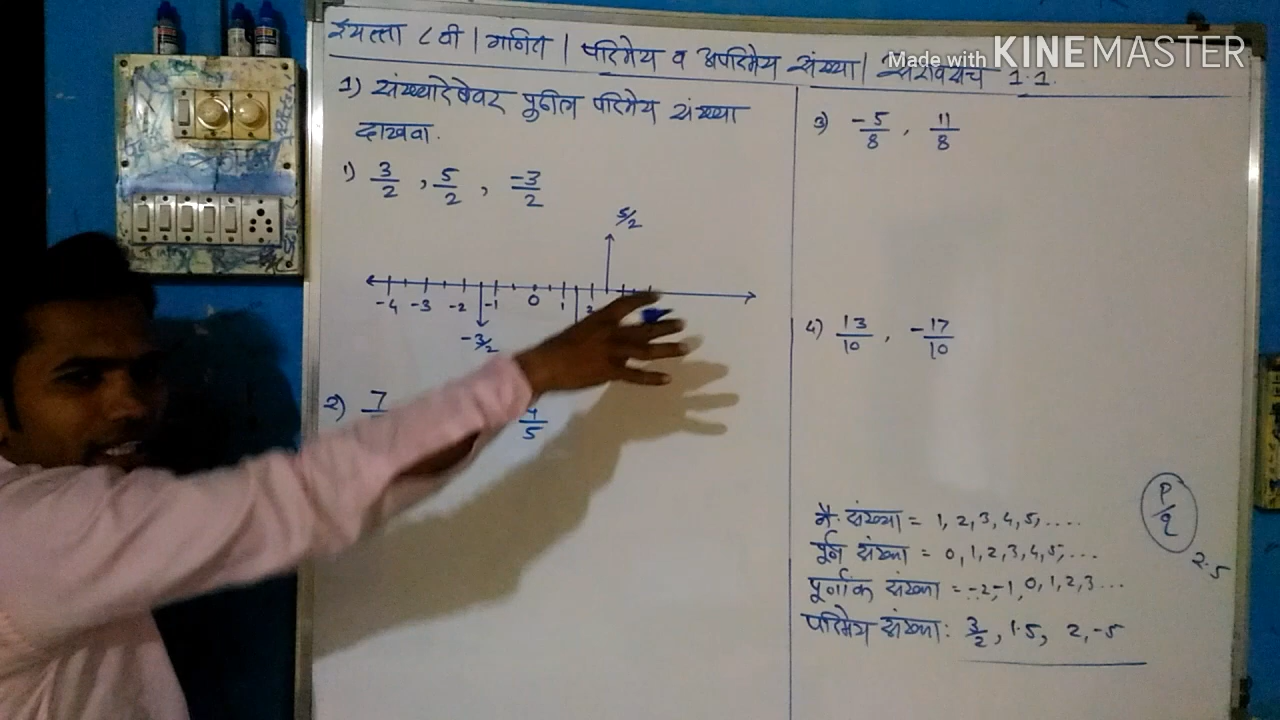 इयत्ता ८ वी | गणित | परिमेय व अपरिमेय संख्या | सरावसंच 1.1.
Made with KINEMASTER
1) संख्यारेषेवर पुढील परिमेय संख्या
दाखवा.
1) 3/2 , 5/2 , -3/2
5/2
-4 -3 -2 -1 0 1 2
-3/2
2) 7 4/5
3) -5/8 , 11/8
4) 13/10 , -17/10
नै. संख्या = 1, 2, 3, 4, 5, ....
पूर्ण संख्या = 0, 1, 2, 3, 4, 5, ...
पूर्णांक संख्या = -2, -1, 0, 1, 2, 3 ...
परिमेय संख्या : 3/2 , 1.5, 2, -5
P/q
2.5